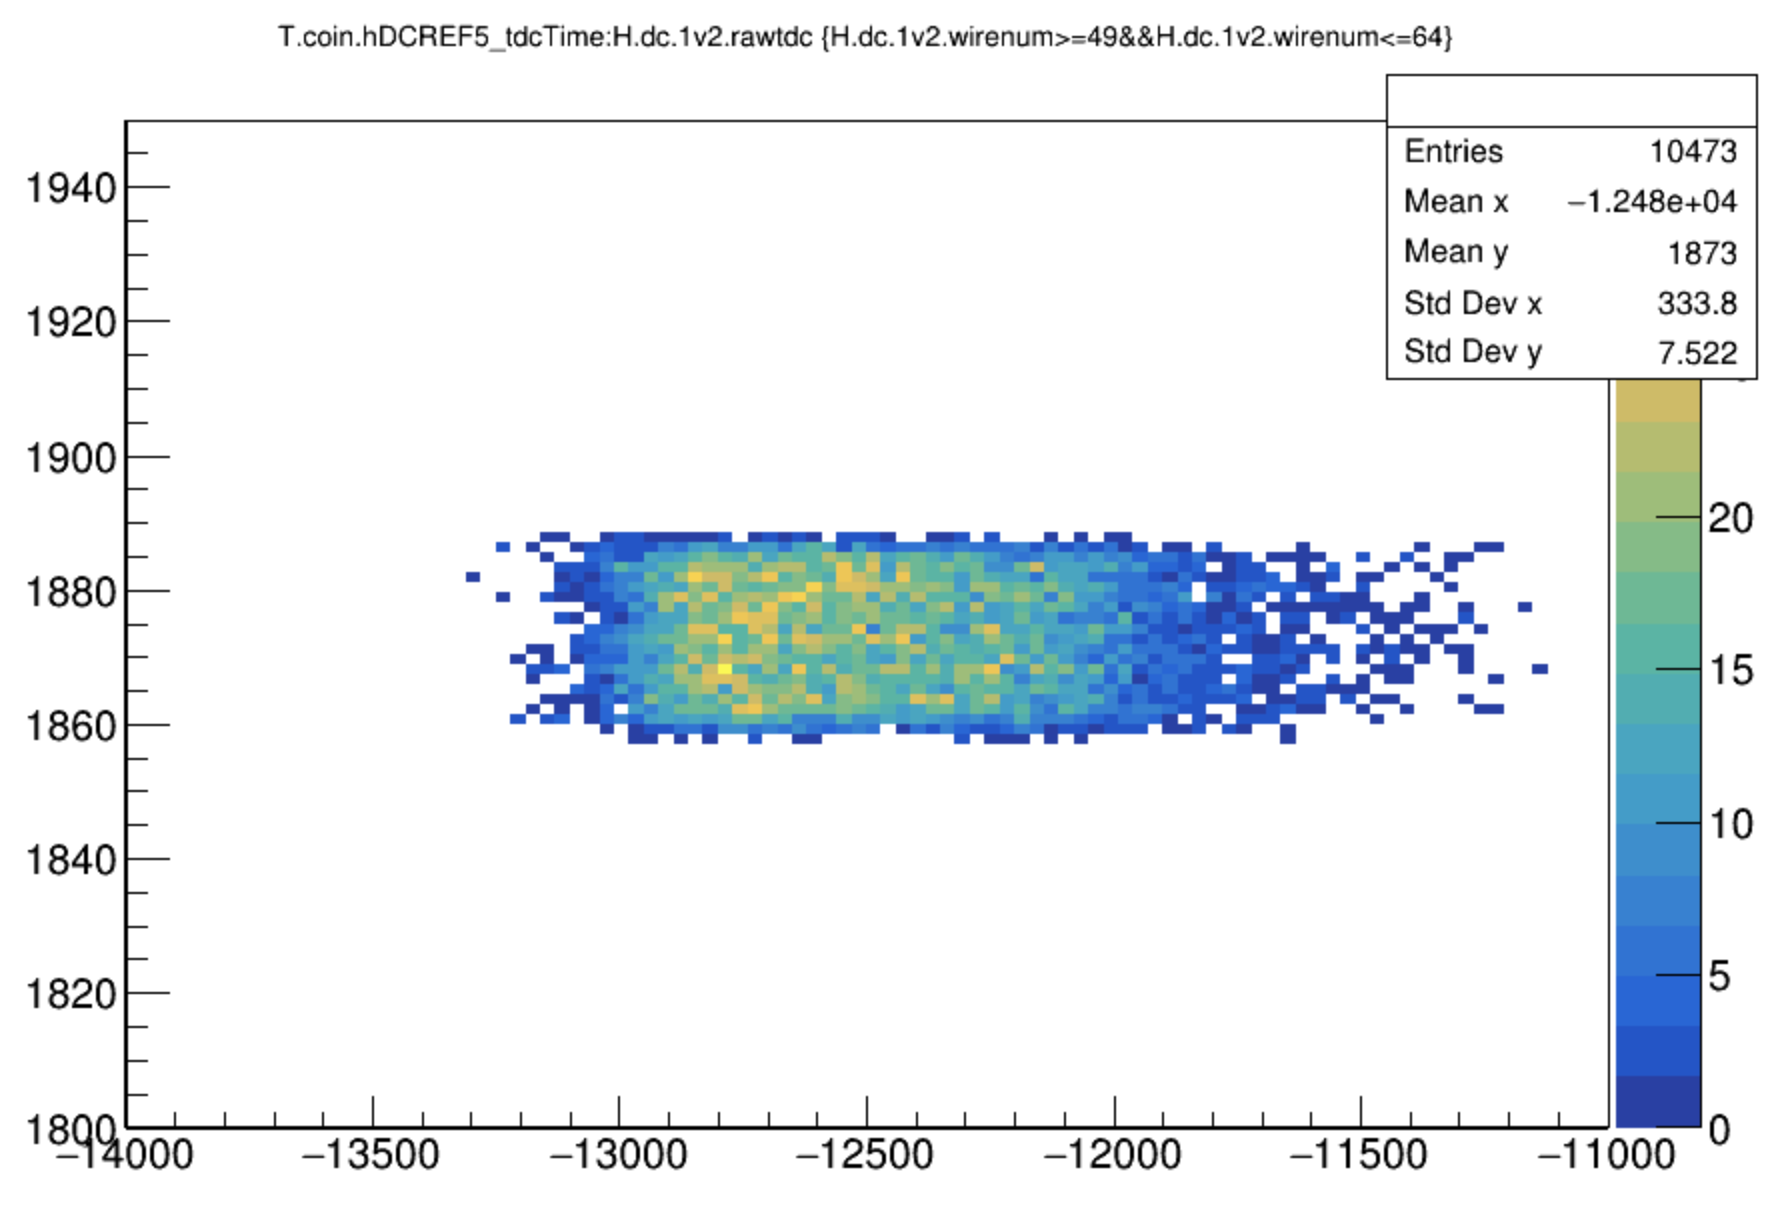 T.coin.hDCREF5_tdcTime:H.dc.1v2.rawtdc {H.dc.1v2.wirenum>=49&&H.dc.1v2.wirenum<=64}
Entries 10473
Mean x −1.248e+04
Mean y 1873
Std Dev x 333.8
Std Dev y 7.522
1940
1920
1900
1880
1860
1840
1820
1800
20
15
10
5
0
−14000 −13500 −13000 −12500 −12000 −11500 −11000